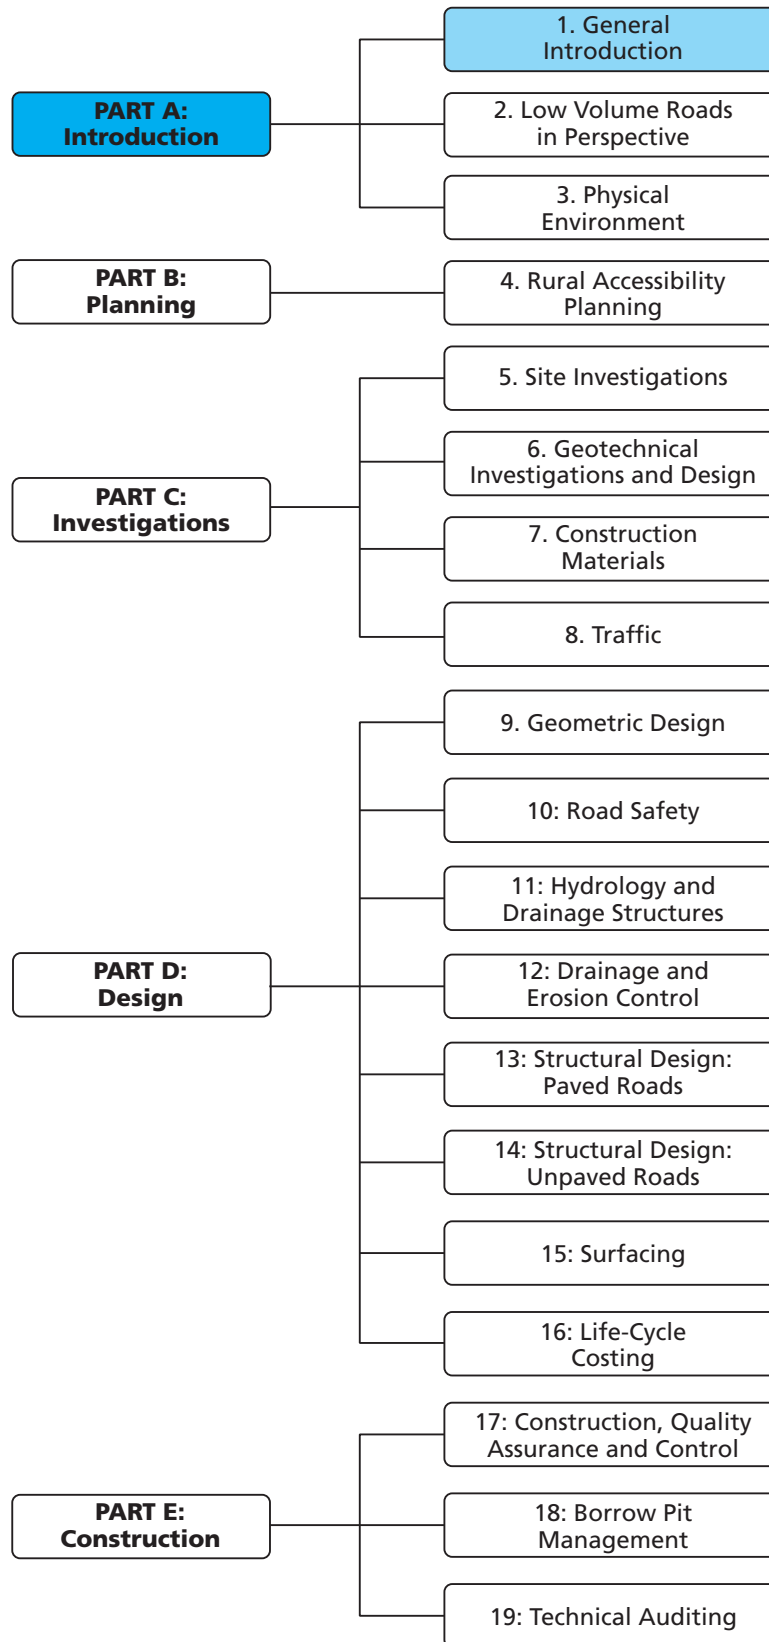 1. General
Introduction
PART A:
Introduction
2. Low Volume Roads
in Perspective
3. Physical
Environment
PART B:
Planning
4. Rural Accessibility
Planning
5. Site Investigations
6. Geotechnical
Investigations and Design
PART C:
Investigations
7. Construction
Materials
8. Traffic
9. Geometric Design
10: Road Safety
11: Hydrology and
Drainage Structures
PART D:
Design
12: Drainage and
Erosion Control
13: Structural Design:
Paved Roads
14: Structural Design:
Unpaved Roads
15: Surfacing
16: Life-Cycle
Costing
17: Construction, Quality
Assurance and Control
PART E:
Construction
18: Borrow Pit
Management
19: Technical Auditing